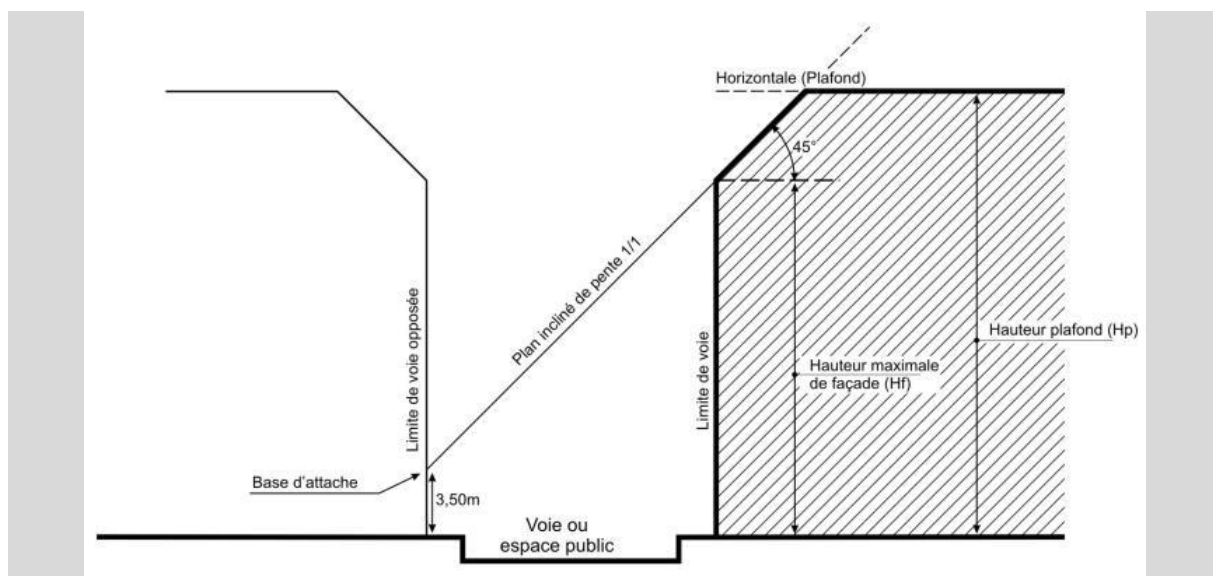 Horizontale (Plafond)
45°
Plan incliné de pente 1/1
Limite de voie opposée
Limite de voie
Hauteur plafond (Hp)
Hauteur maximale
de façade (Hf)
Base d'attache
3,50m
Voie ou
espace public